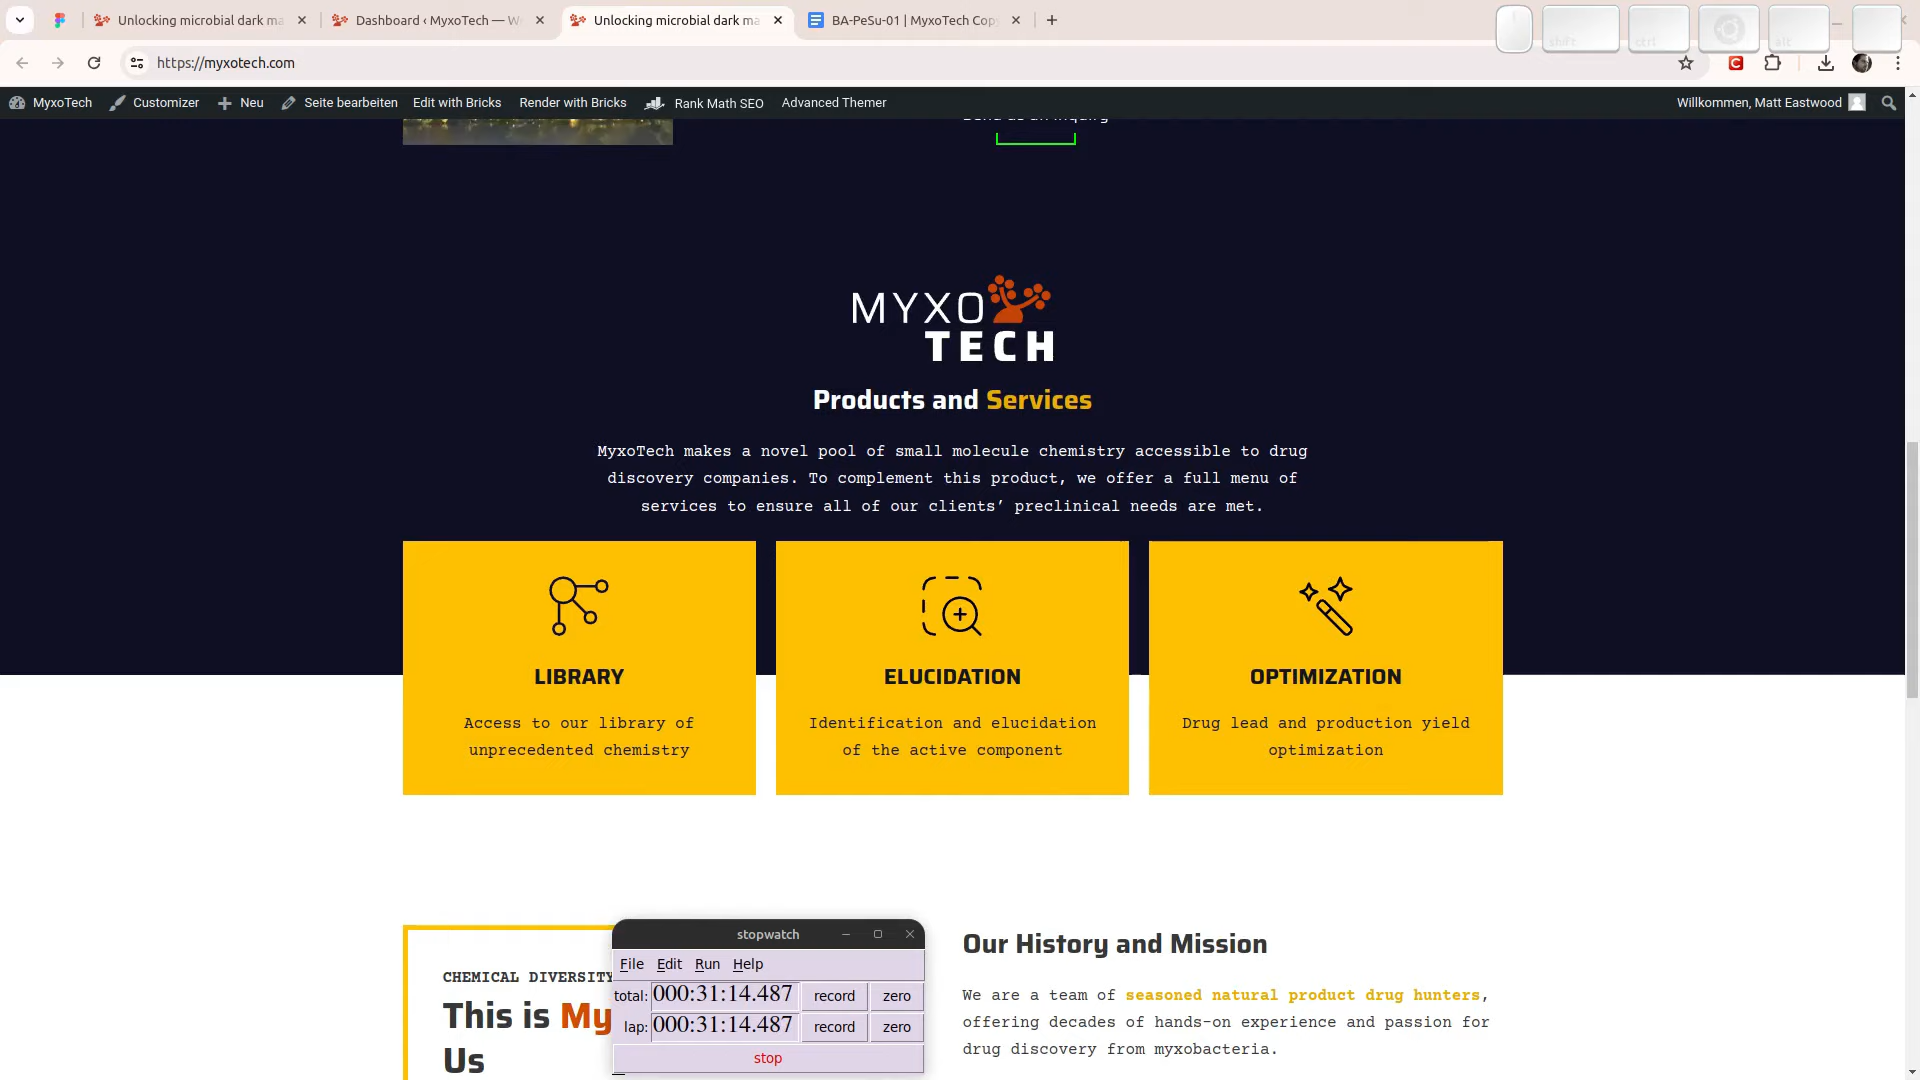 Unlocking microbial dark ma
Dashboard ‹ MyxoTech — W
Unlocking microbial dark ma
BA-PeSu-01 | MyxoTech Cop
shift
ctrl
alt
https://myxotech.com
MyxoTech
Customizer
Neu
Seite bearbeiten
Edit with Bricks
Render with Bricks
Rank Math SEO
Advanced Themer
Willkommen, Matt Eastwood
MYXO
TECH
Products and Services
MyxoTech makes a novel pool of small molecule chemistry accessible to drug
discovery companies. To complement this product, we offer a full menu of
services to ensure all of our clients’ preclinical needs are met.
LIBRARY
Access to our library of
unprecedented chemistry
ELUCIDATION
Identification and elucidation
of the active component
OPTIMIZATION
Drug lead and production yield
optimization
CHEMICAL DIVERSITY
This is My
Us
stopwatch
File Edit Run Help
total: 000:31:14.487 record zero
lap: 000:31:14.487 record zero
stop
Our History and Mission
We are a team of seasoned natural product drug hunters,
offering decades of hands-on experience and passion for
drug discovery from myxobacteria.